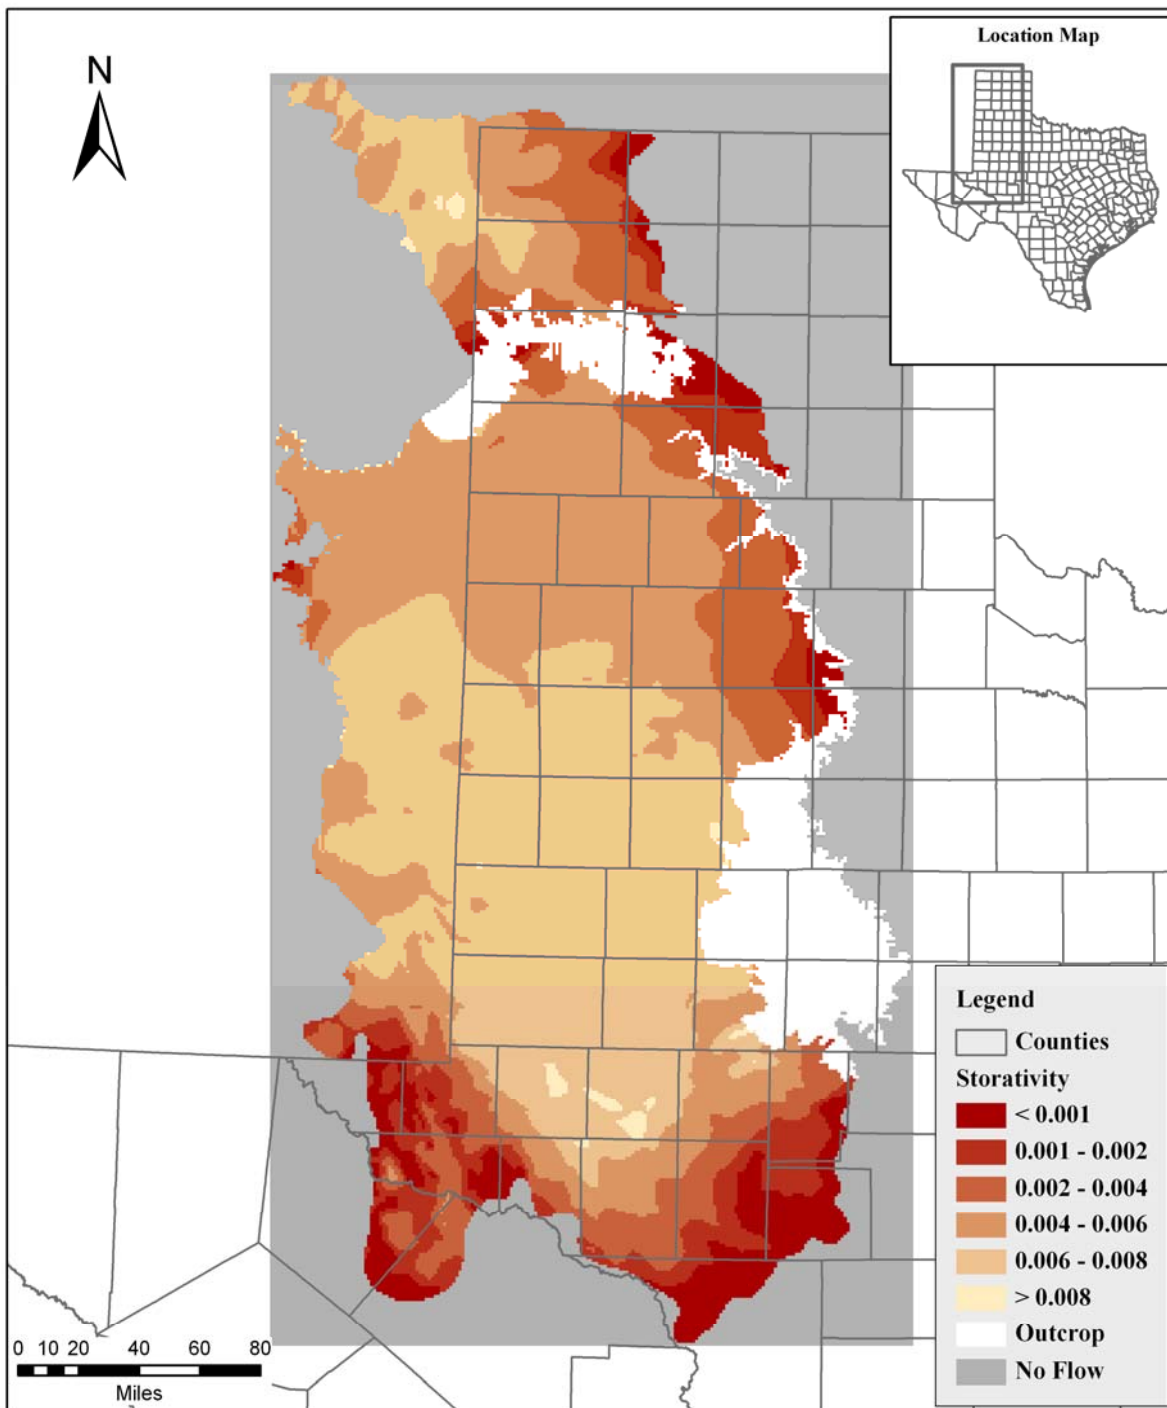 Location Map
N
Legend
Counties
Storativity
< 0.001
0.001 - 0.002
0.002 - 0.004
0.004 - 0.006
0.006 - 0.008
> 0.008
Outcrop
No Flow
0 10 20 40 60 80
Miles